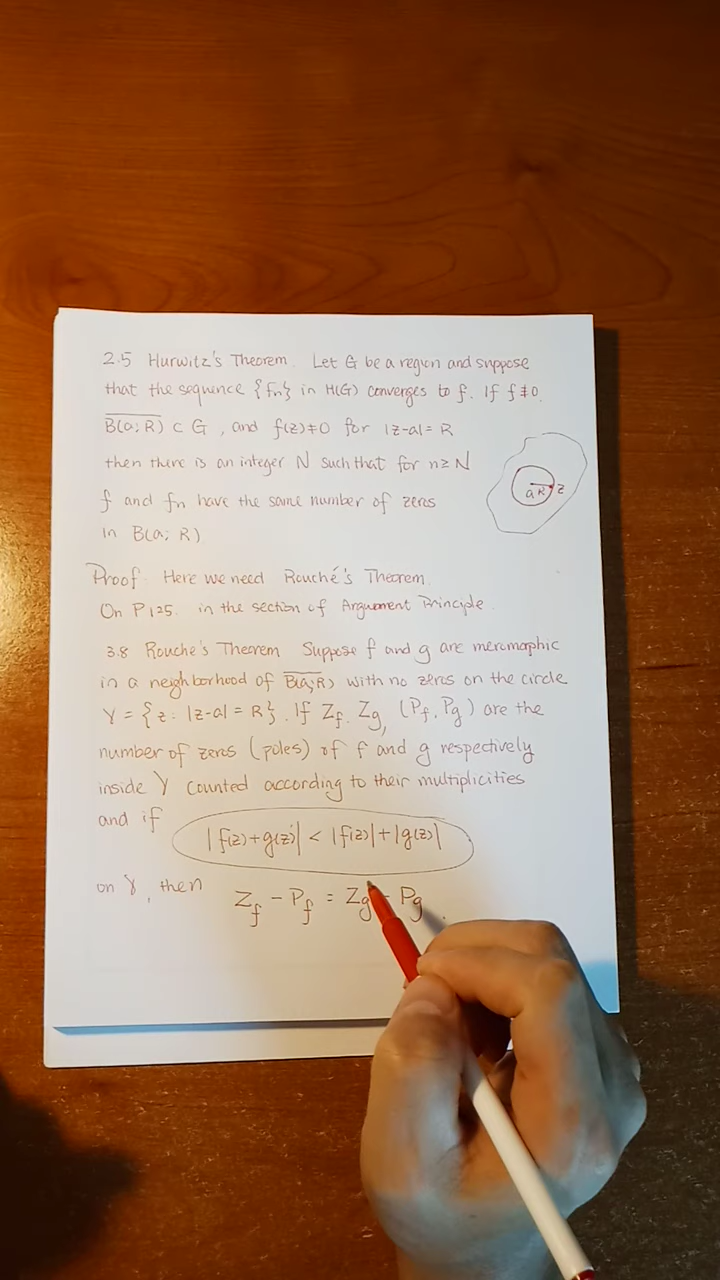 2.5 Hurwitz's Theorem. Let G be a region and suppose
that the sequence {fn} in H(G) converges to f. If f ≢ 0,
B(a; R) ⊂ G, and f(z) ≠ 0 for |z-a| = R
then there is an integer N such that for n ≥ N
f and fn have the same number of zeros
in B(a; R)
a R z
Proof. Here we need Rouché's Theorem.
On P125. in the section of Arguement Principle.
3.8 Rouche's Theorem Suppose f and g are meromorphic
in a neighborhood of B(a;R) with no zeros on the circle
γ = {z: |z-a| = R}. If Zf, Zg, (Pf, Pg) are the
number of zeros (poles) of f and g respectively
inside γ counted according to their multiplicities
and if
|f(z)+g(z)| < |f(z)|+|g(z)|
on γ, then Zf - Pf = Zg - Pg.